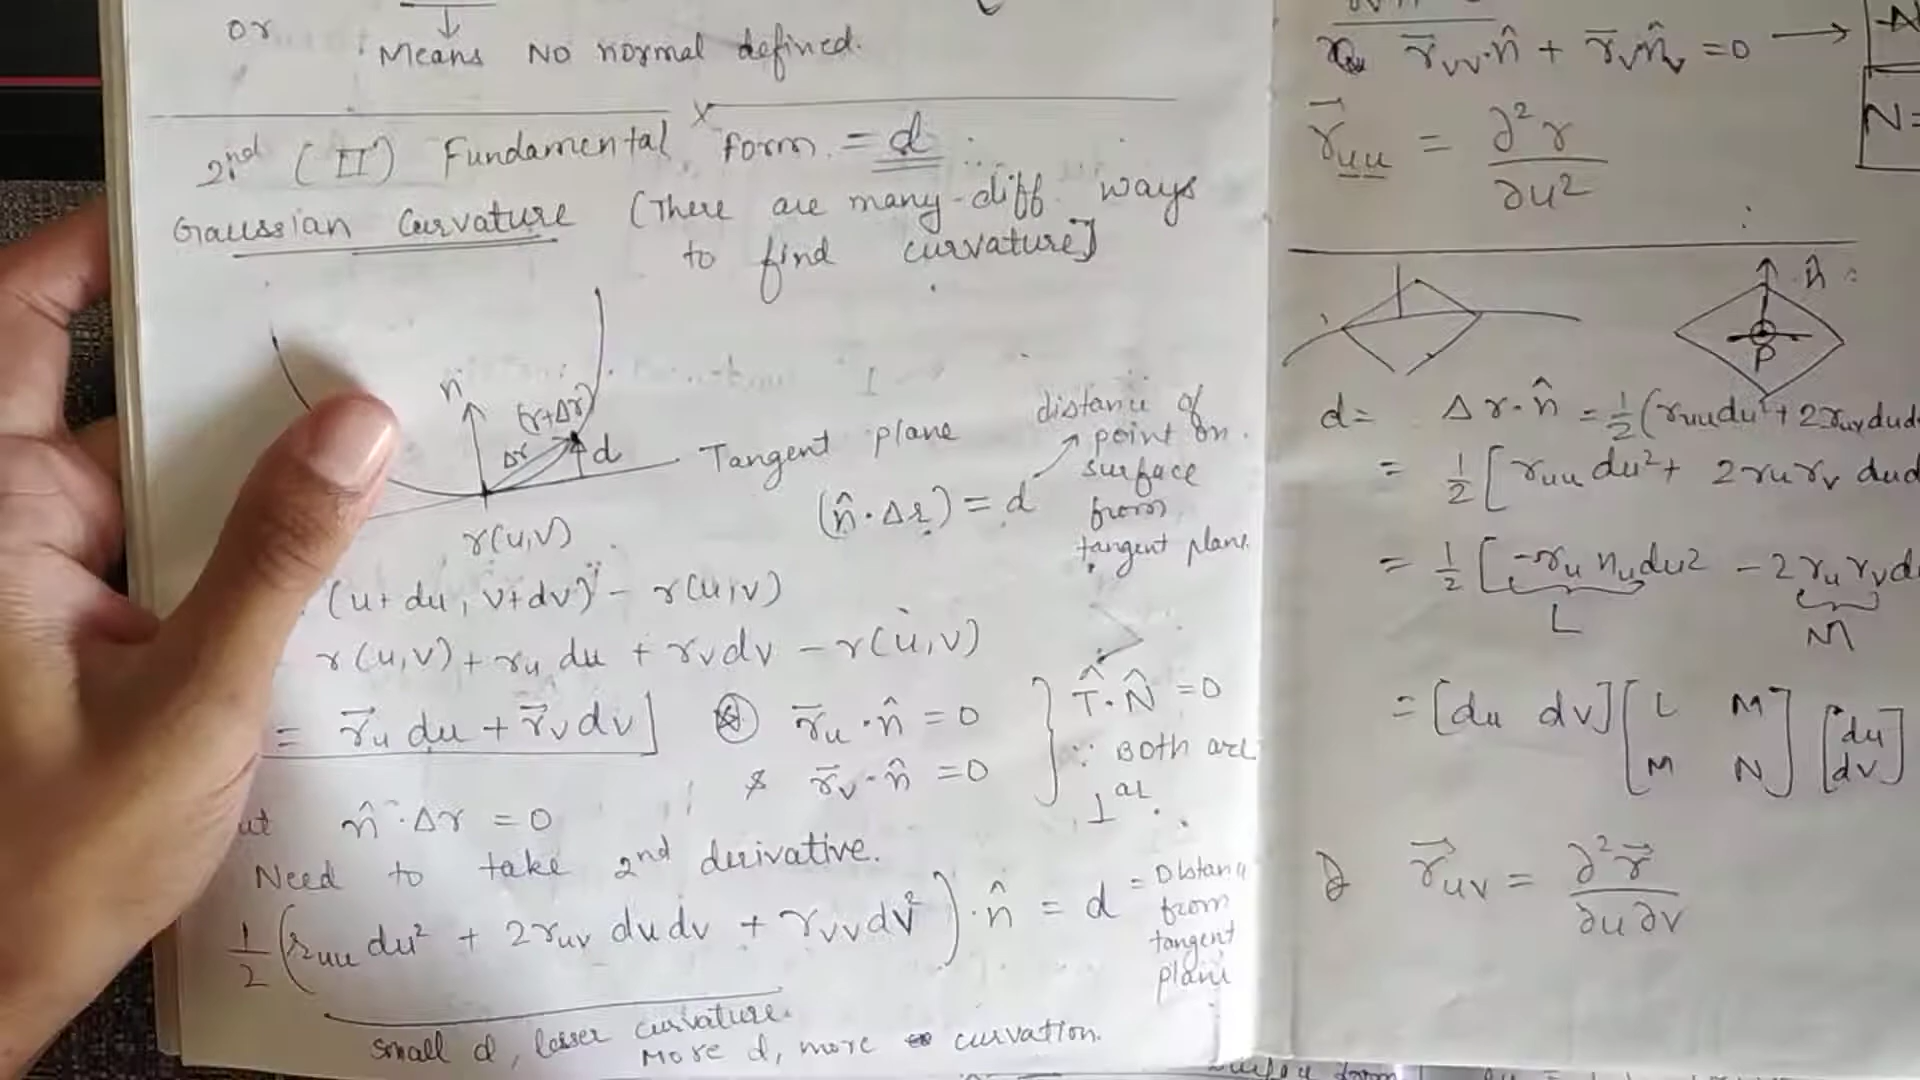 or
Means No normal defined.
2nd (II) Fundamental form = d
Gaussian Curvature (There are many diff ways
to find curvature]
n
(r+Δr)
Δr
d
Tangent plane
r(u,v)
(n̂·Δr) = d
distance of
point on
surface
from
tangent plane
(u+du, v+dv) - r(u,v)
r(u,v) + ru du + rv dv - r(u,v)
= r⃗u du + r⃗v dv] ⊛ r̄u·n̂ = 0
& r̄v·n̂ = 0
T̂·N̂ = 0
∵ Both are
⊥ar.
n̂·Δr = 0
Need to take 2nd derivative.
1/2 (ruu du² + 2ruv du dv + rvv dv²)·n̂ = d = Distance
from
tangent
plane
small d, lesser curvature.
More d, more curvation.
r̄vv·n̂ + r̄v n̂v = 0 →
N=
r⃗uu = ∂²r/∂u²
n̂
P
d = Δr·n̂ = 1/2 (ruu du² + 2ruv dud
= 1/2 [ruu du² + 2ru rv dud
= 1/2 [-ru nu du2 - 2ru rv d
L
M
= [du dv] [L M
M N] [du
dv]
r⃗uv = ∂²r⃗/∂u∂v